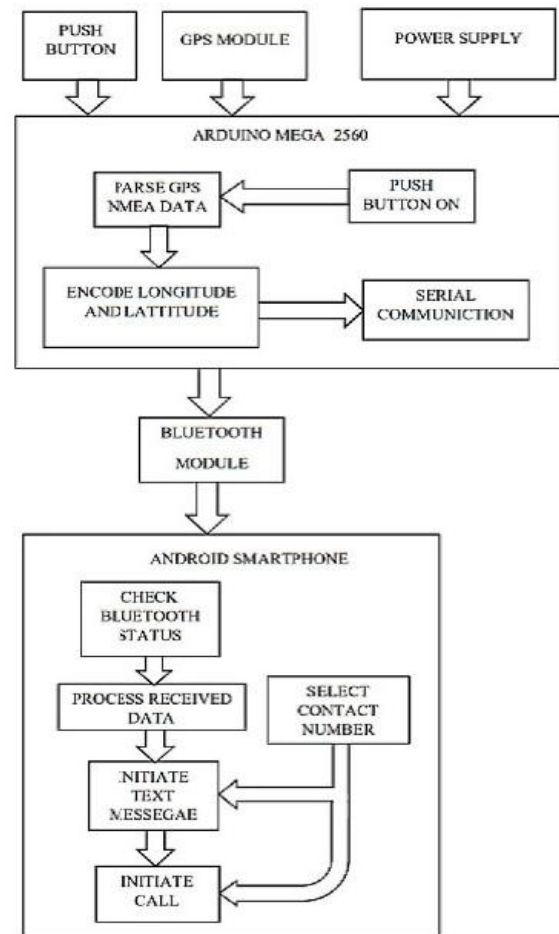 PUSH
BUTTON
GPS MODULE
POWER SUPPLY
ARDUINO MEGA 2560
PARSE GPS
NMEA DATA
PUSH
BUTTON ON
ENCODE LONGITUDE
AND LATTITUDE
SERIAL
COMMUNICTION
BLUETOOTH
MODULE
ANDROID SMARTPHONE
CHECK
BLUETOOTH
STATUS
PROCESS RECEIVED
DATA
SELECT
CONTACT
NUMBER
INITIATE
TEXT
MESSEGAE
INITIATE
CALL